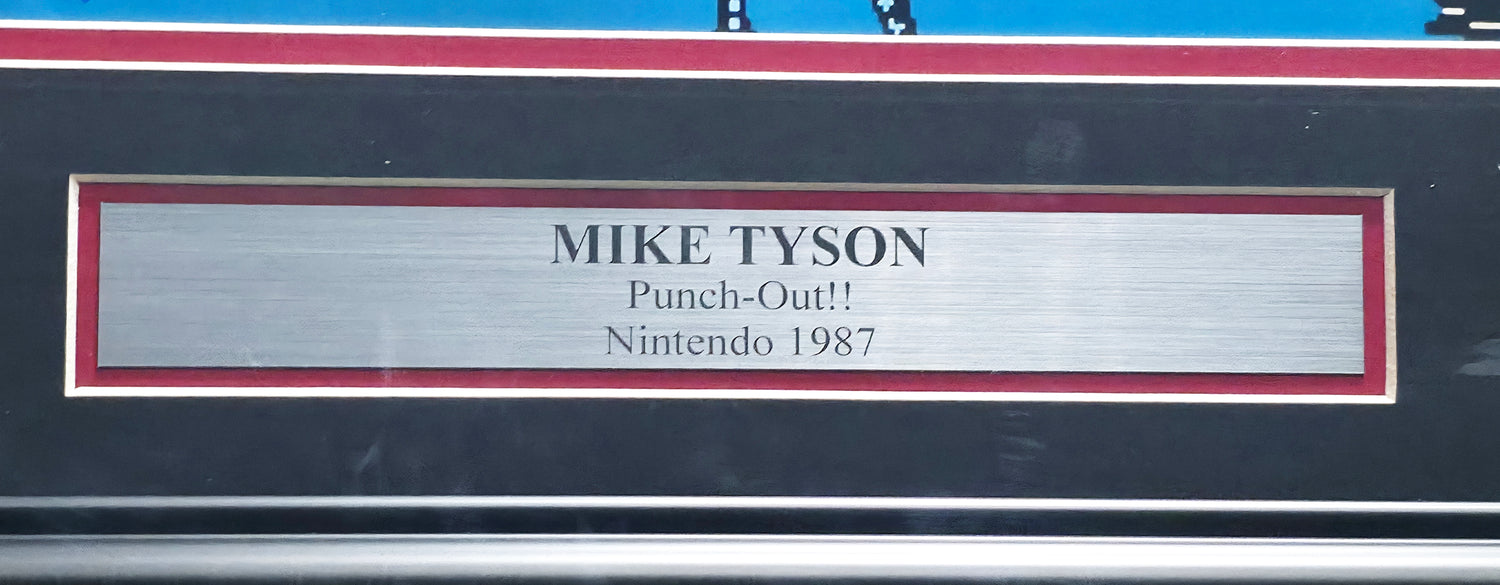 MIKE TYSON
Punch-Out!!
Nintendo 1987